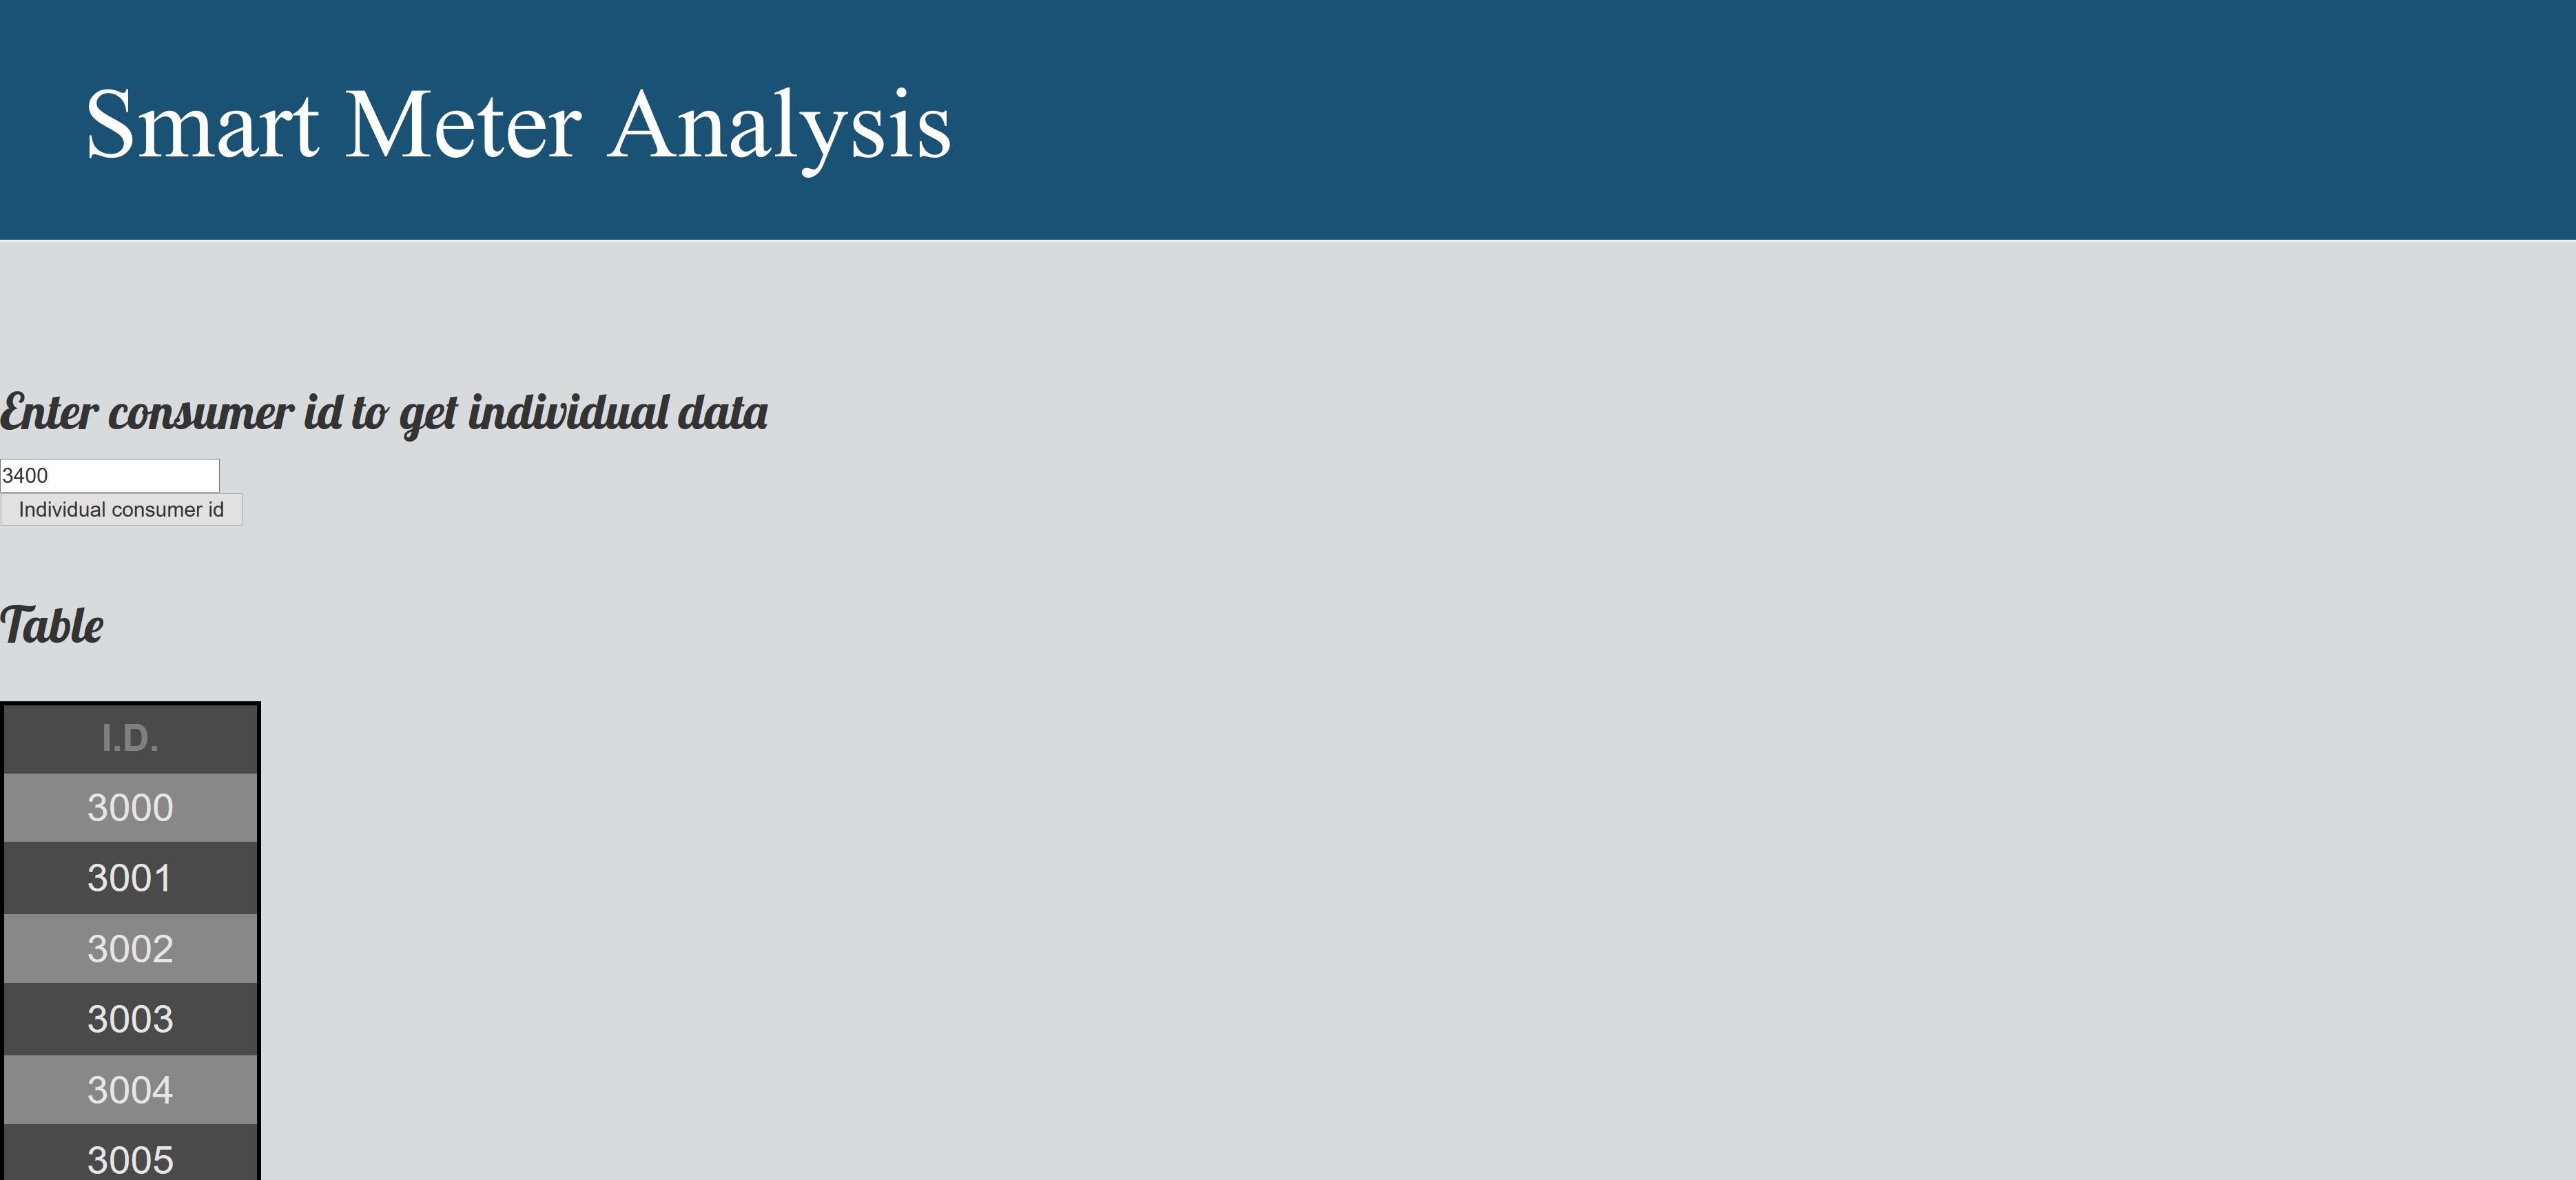 Smart Meter Analysis
Enter consumer id to get individual data
3400
Individual consumer id
Table
I.D.
3000
3001
3002
3003
3004
3005